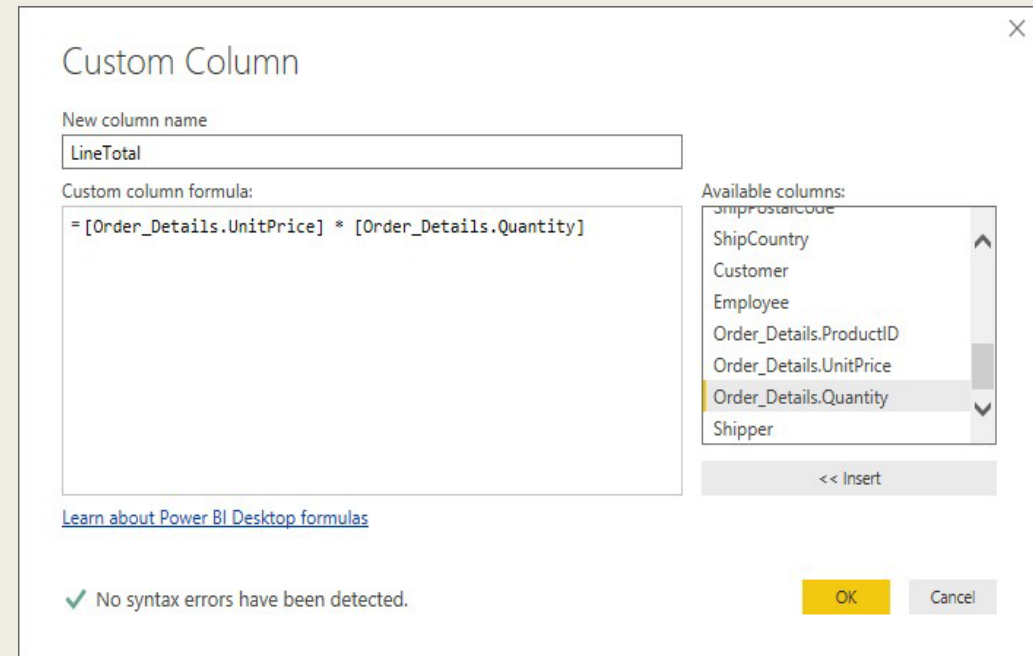 Custom Column
New column name
LineTotal
Custom column formula:
=[Order_Details.UnitPrice] * [Order_Details.Quantity]
Available columns:
ShipPostalCode
ShipCountry
Customer
Employee
Order_Details.ProductID
Order_Details.UnitPrice
Order_Details.Quantity
Shipper
<< Insert
Learn about Power BI Desktop formulas
No syntax errors have been detected.
OK
Cancel